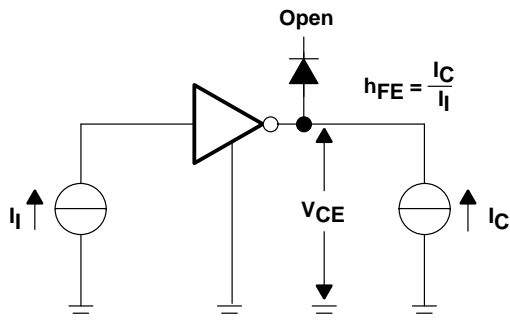 Open
hFE = IC
II
II
VCE
IC